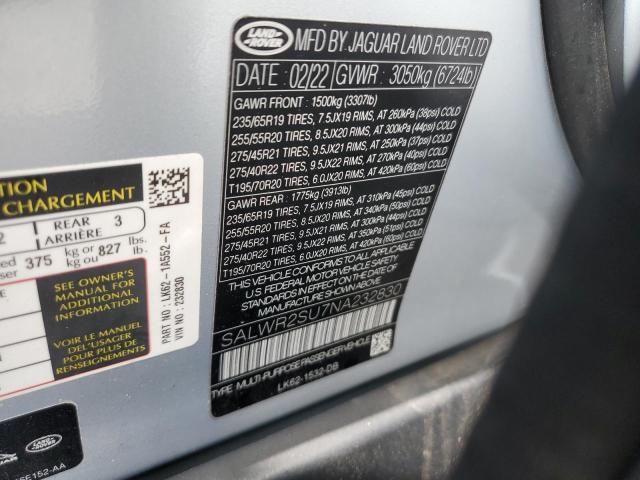 LAND
ROVER
MFD BY JAGUAR LAND ROVER LTD
DATE: 02/22 GVWR : 3050kg (6724lb)
GAWR FRONT : 1500kg (3307lb)
235/65R19 TIRES, 7.5JX19 RIMS, AT 260kPa (38psi) COLD
255/55R20 TIRES, 8.5JX20 RIMS, AT 300kPa (44psi) COLD
275/45R21 TIRES, 9.5JX21 RIMS, AT 250kPa (37psi) COLD
275/40R22 TIRES, 9.5JX22 RIMS, AT 270kPa (40psi) COLD
T195/70R20 TIRES, 6.0JX20 RIMS, AT 420kPa (60psi) COLD
GAWR REAR : 1775kg (3913lb)
235/65R19 TIRES, 7.5JX19 RIMS, AT 310kPa (45psi) COLD
255/55R20 TIRES, 8.5JX20 RIMS, AT 340kPa (50psi) COLD
275/45R21 TIRES, 9.5JX21 RIMS, AT 300kPa (44psi) COLD
275/40R22 TIRES, 9.5JX22 RIMS, AT 350kPa (51psi) COLD
T195/70R20 TIRES, 6.0JX20 RIMS, AT 420kPa (60psi) COLD
THIS VEHICLE CONFORMS TO ALL APPLICABLE
U.S. FEDERAL MOTOR VEHICLE SAFETY
STANDARDS IN EFFECT ON THE DATE OF
MANUFACTURE SHOWN ABOVE.
SALWR2SU7NA232830
TYPE: MULTI-PURPOSE PASSENGER VEHICLE
LK62-1532-DB
TION
CHARGEMENT
2 REAR 3
ARRIÈRE
375 kg or 827 lbs.
kg ou lb.
SEE OWNER'S
MANUAL FOR
ADDITIONAL
INFORMATION
VOIR LE MANUEL
DE L'USAGER
POUR PLUS DE
RENSEIGNEMENTS
PART NO : LK62-1A552-FA
VIN NO : 232830
LAND
ROVER
5E152-AA